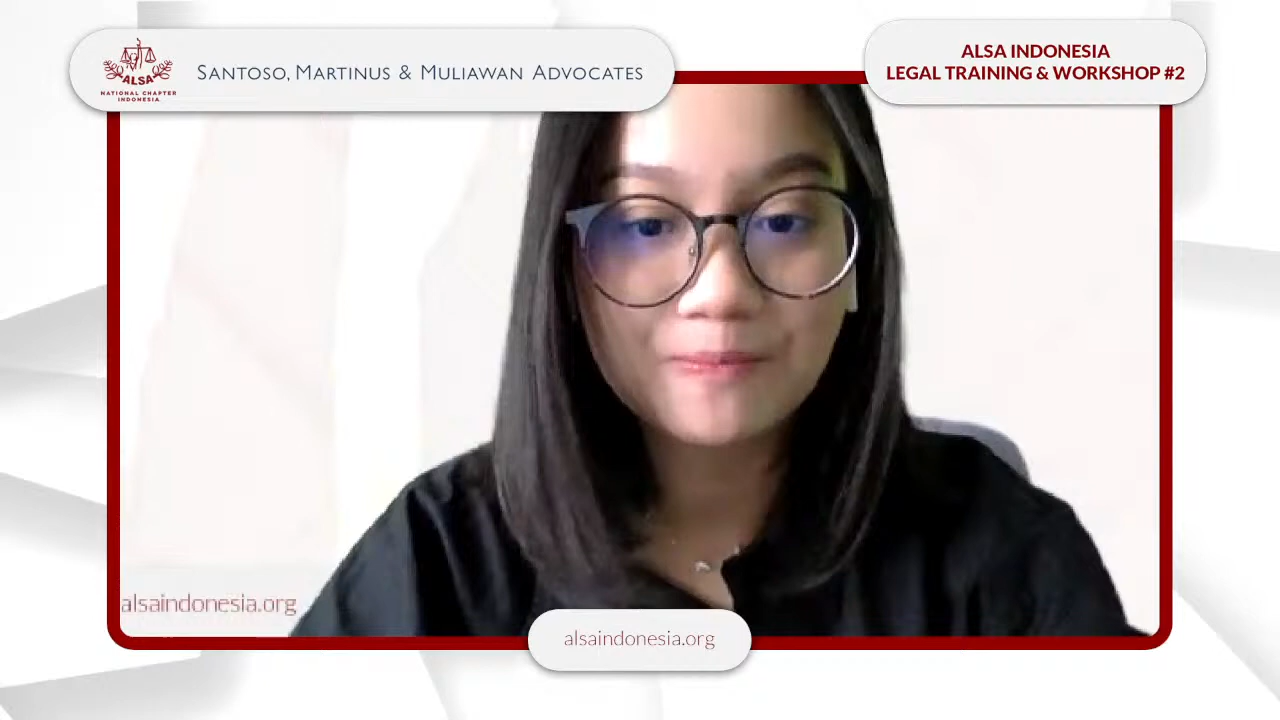 ALSA
NATIONAL CHAPTER
INDONESIA
SANTOSO, MARTINUS & MULIAWAN ADVOCATES
ALSA INDONESIA
LEGAL TRAINING & WORKSHOP #2
alsaindonesia.org
alsaindonesia.org